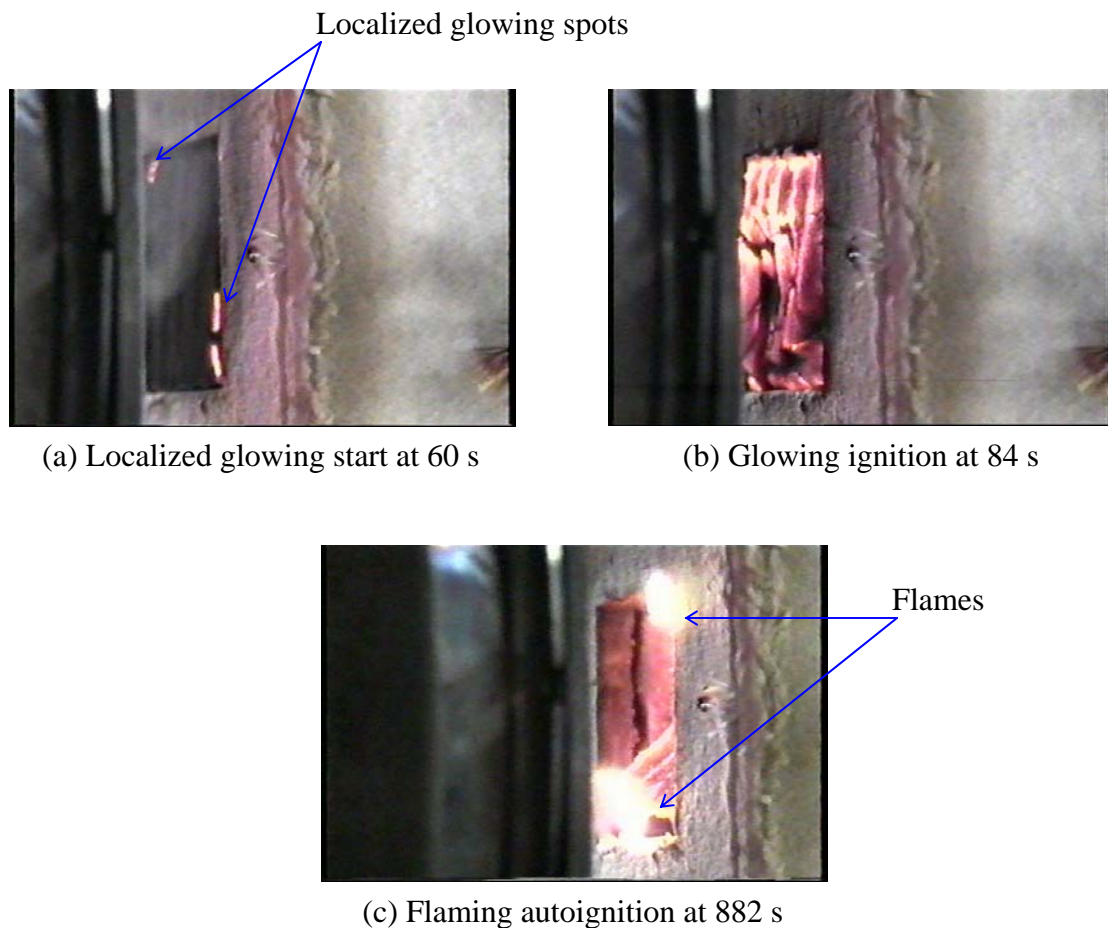 Localized glowing spots
(a) Localized glowing start at 60 s
(b) Glowing ignition at 84 s
Flames
(c) Flaming autoignition at 882 s